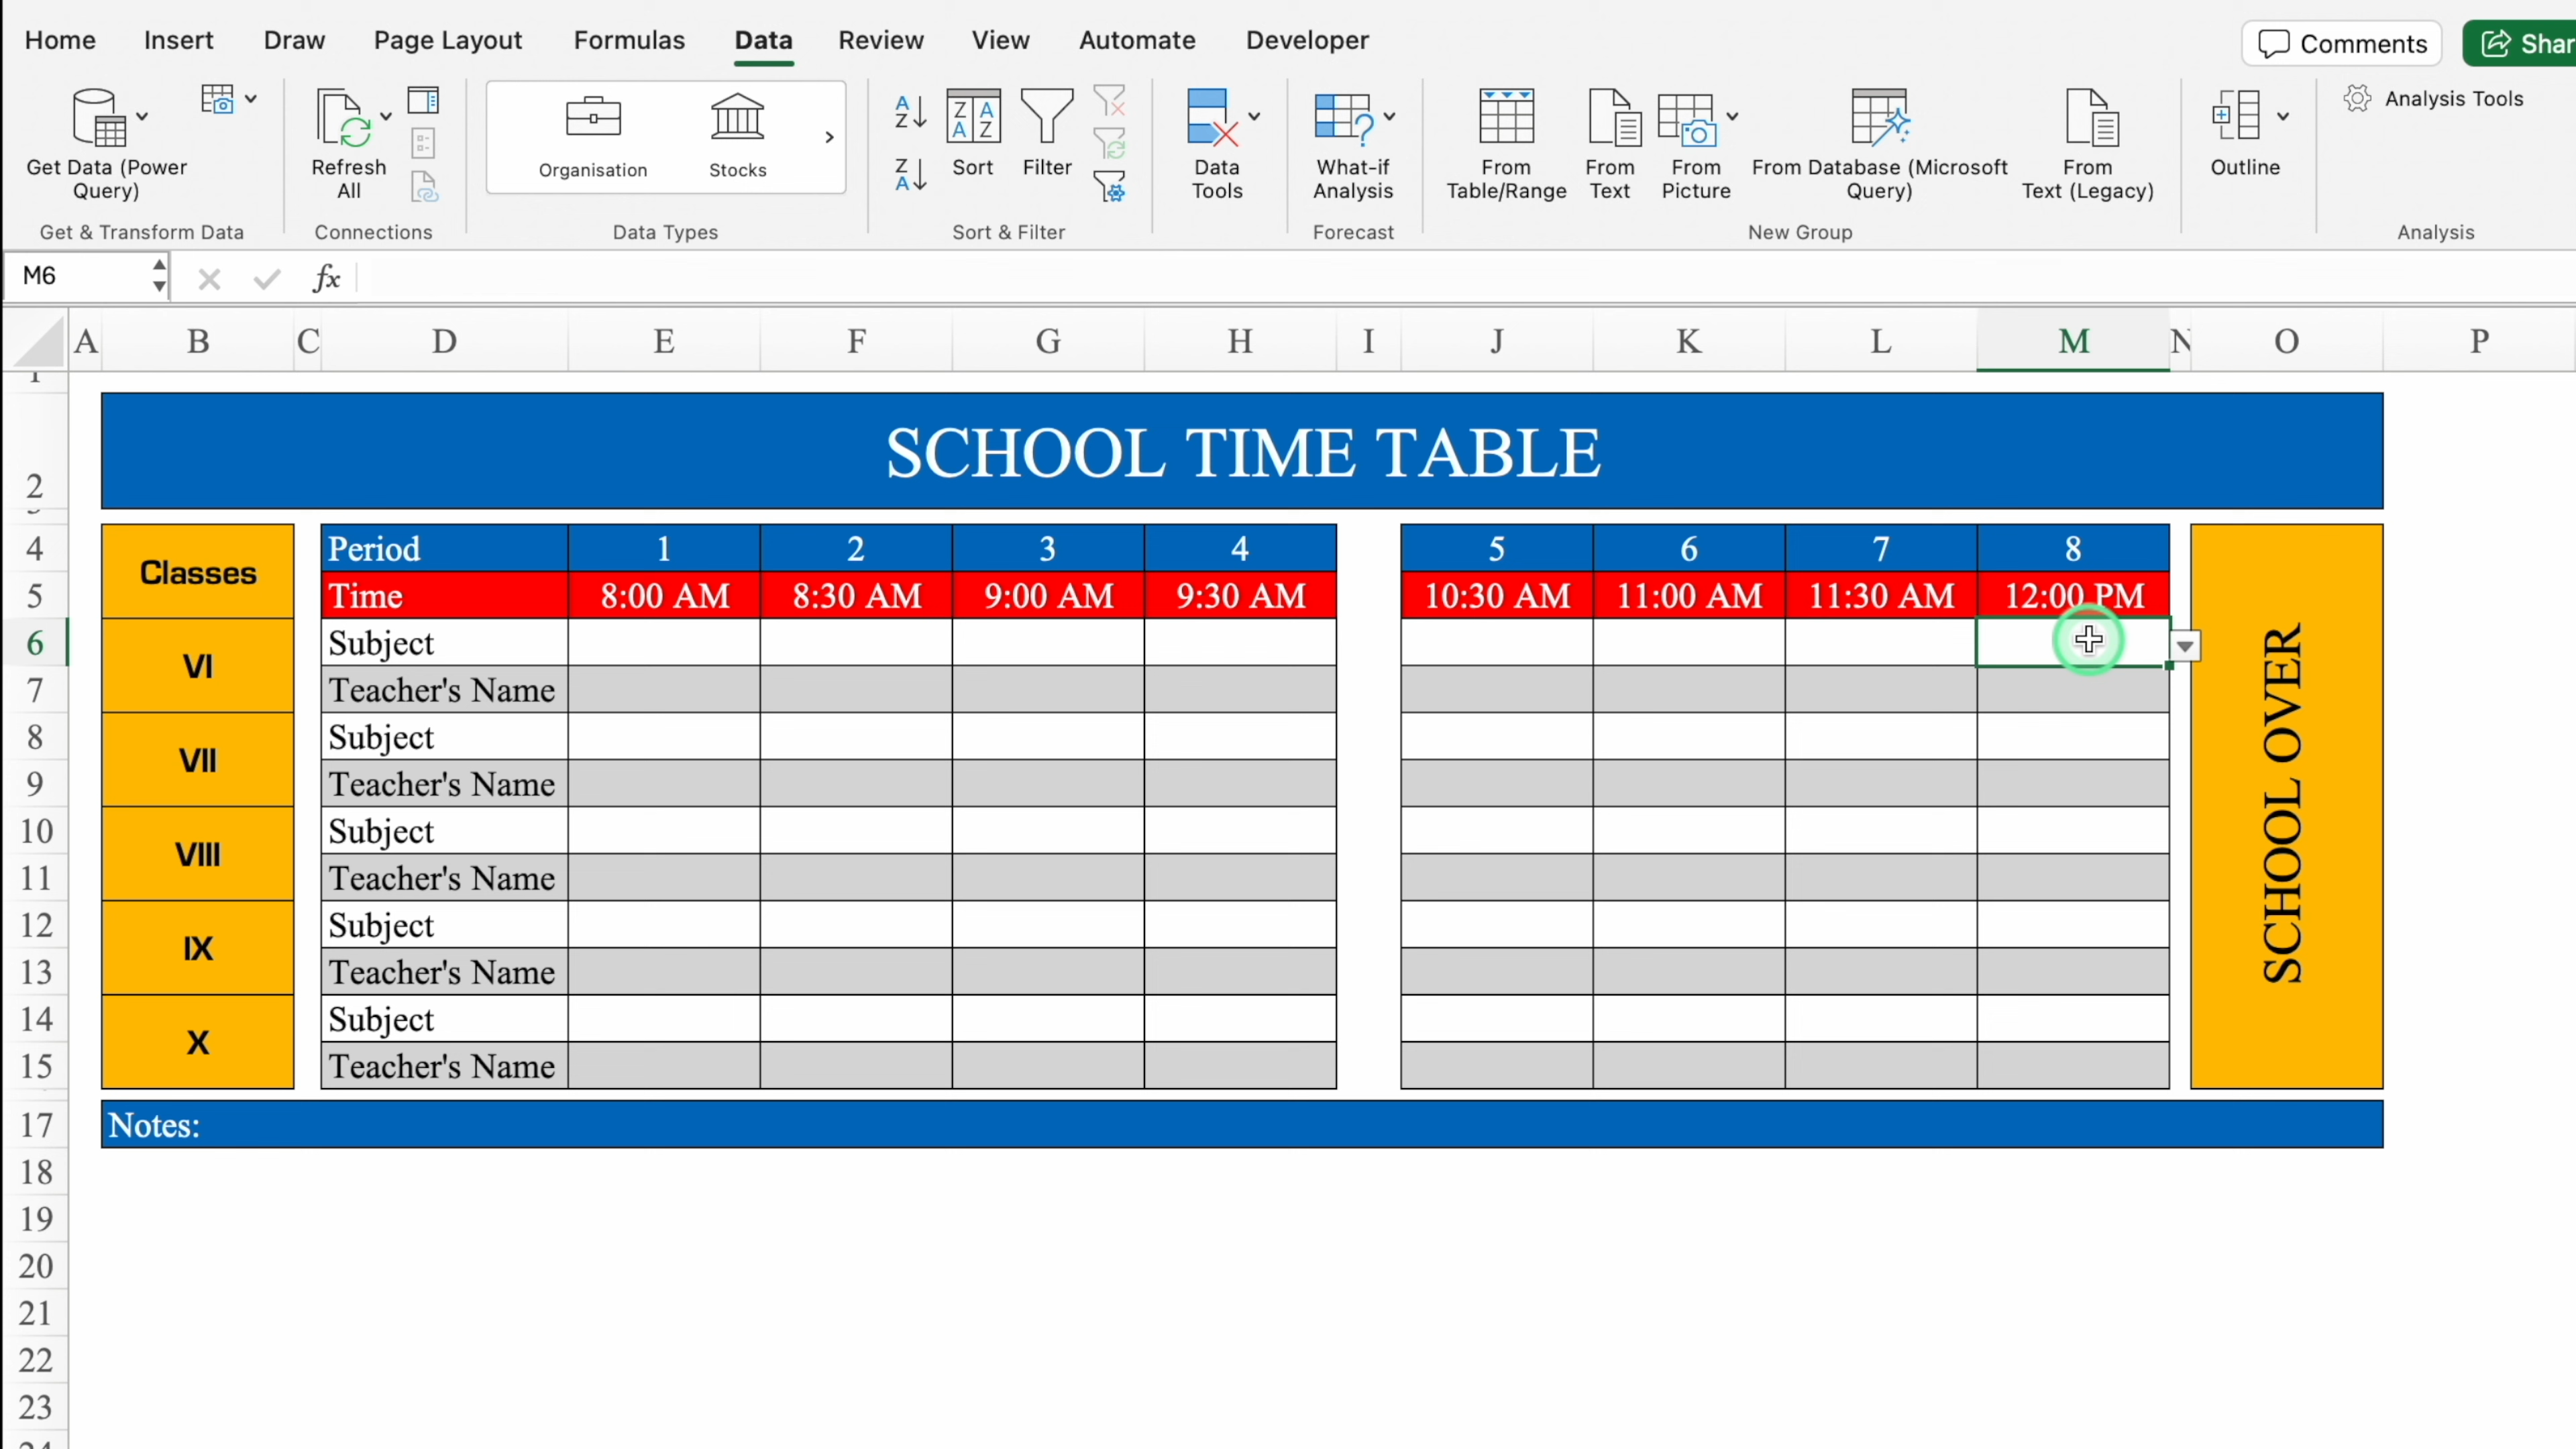 Home Insert Draw Page Layout Formulas Data Review View Automate Developer Comments Shar
Get Data (Power Query)
Refresh All
Organisation
Stocks
A Z
Z A
Z A A Z
Sort
Filter
Data Tools
What-if Analysis
From Table/Range
From Text
From Picture
From Database (Microsoft Query)
From Text (Legacy)
Outline
Analysis Tools
Get & Transform Data Connections Data Types Sort & Filter Forecast New Group Analysis
M6 fx
A B C D E F G H I J K L M N O P
1
2 SCHOOL TIME TABLE
4 Classes Period 1 2 3 4 5 6 7 8
5 Time 8:00 AM 8:30 AM 9:00 AM 9:30 AM 10:30 AM 11:00 AM 11:30 AM 12:00 PM
6 VI Subject
7 Teacher's Name
8 VII Subject
9 Teacher's Name
10 VIII Subject
11 Teacher's Name
12 IX Subject
13 Teacher's Name
14 X Subject
15 Teacher's Name
SCHOOL OVER
17 Notes:
18
19
20
21
22
23